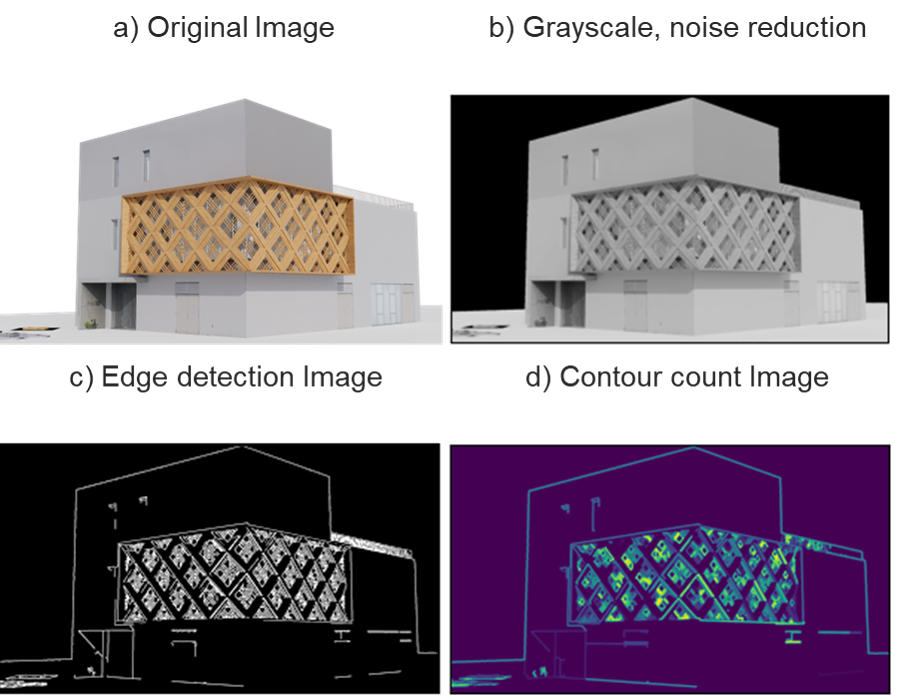 a) Original Image
b) Grayscale, noise reduction
c) Edge detection Image
d) Contour count Image